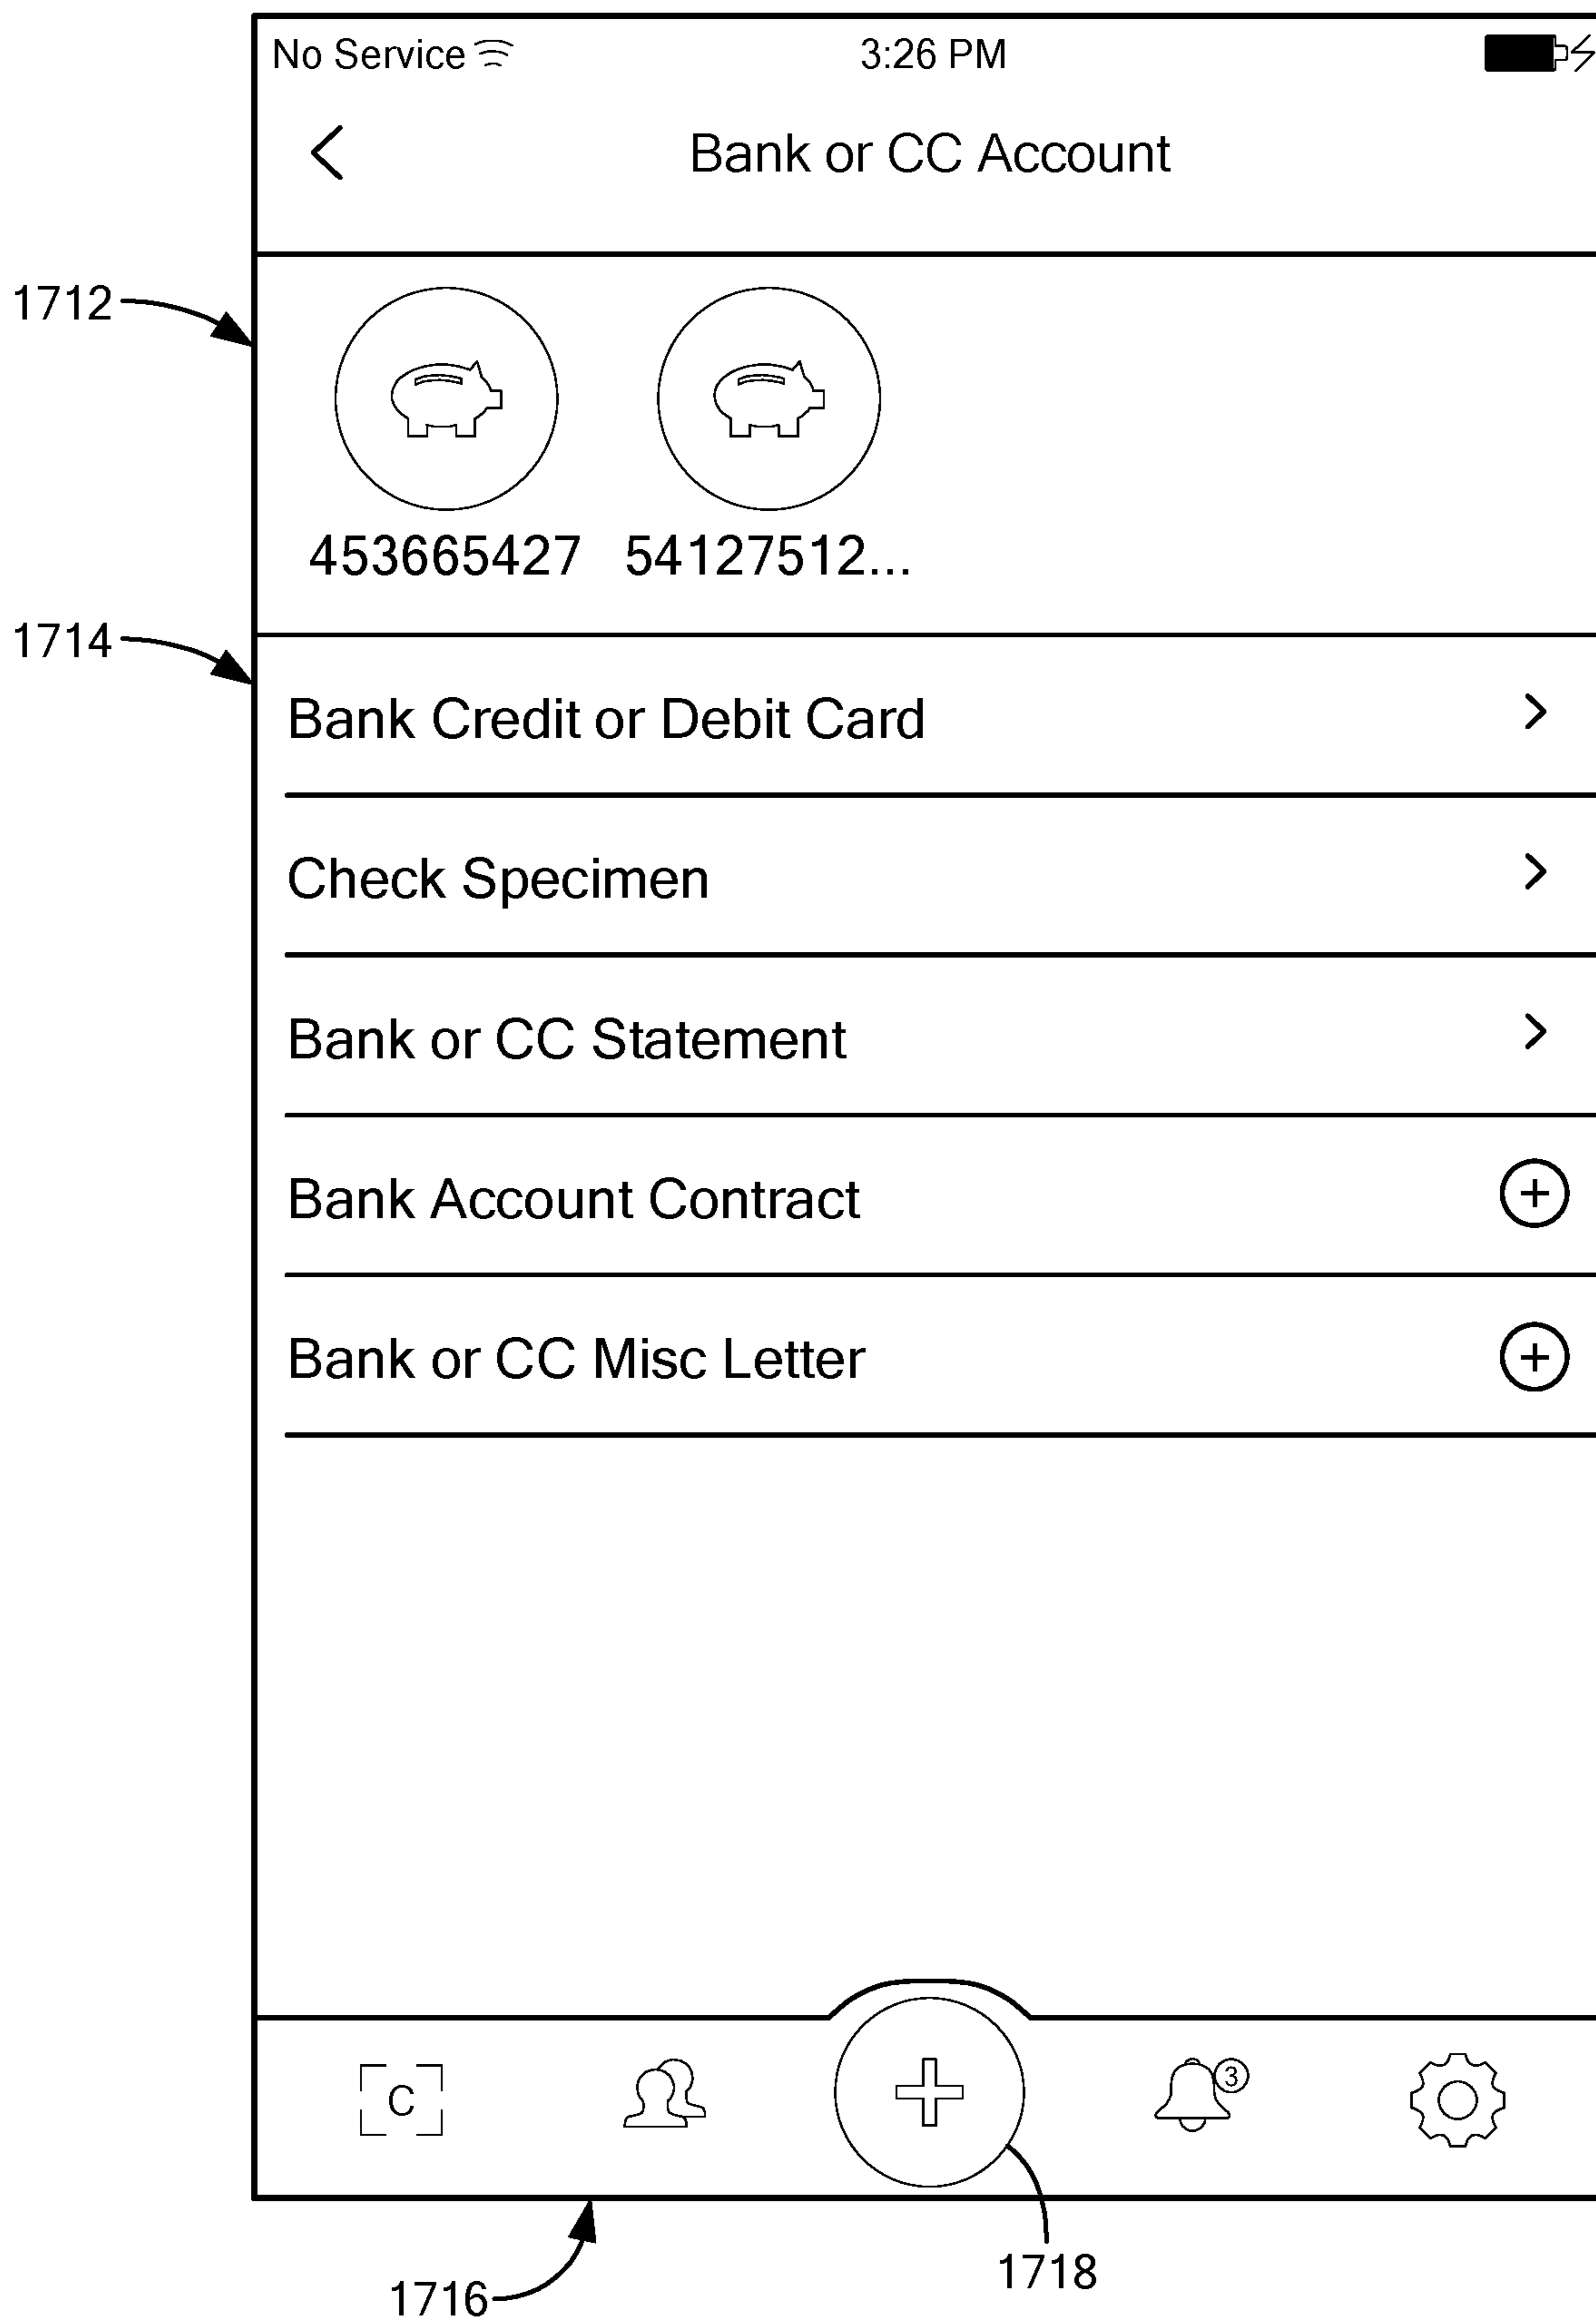 No Service 3:26 PM
Bank or CC Account
1712
453665427 54127512...
1714
Bank Credit or Debit Card
Check Specimen
Bank or CC Statement
Bank Account Contract
Bank or CC Misc Letter
C 3
1718
1716